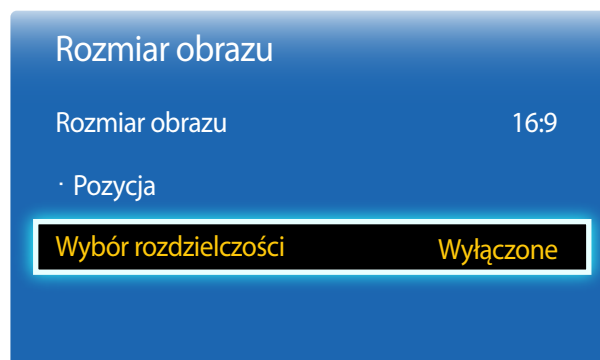 Rozmiar obrazu
Rozmiar obrazu 16:9
· Pozycja
Wybór rozdzielczości Wyłączone